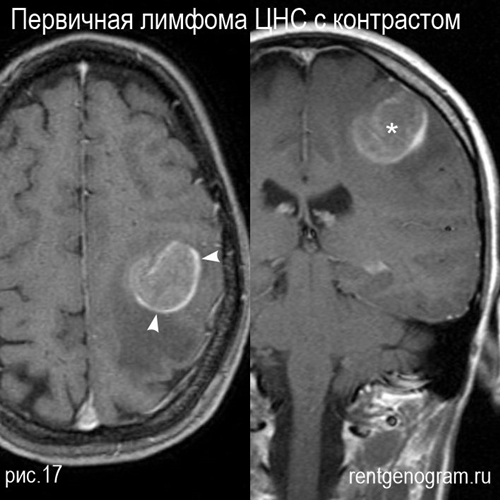 Первичная лимфома ЦНС с контрастом
*
рис.17
rentgenogram.ru